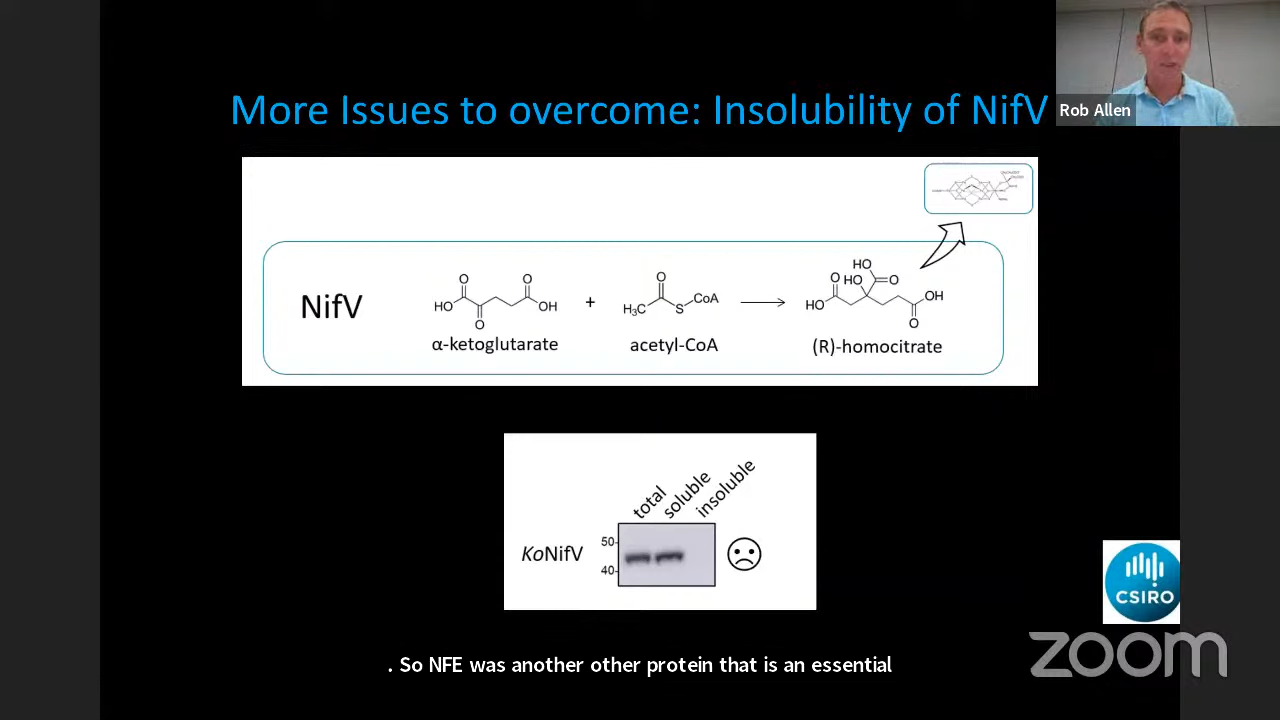 More Issues to overcome: Insolubility of NifV
Rob Allen
NifV
HO
O
O
O
OH
+
H₃C
O
S
CoA
HO
O
HO
HO
O
OH
O
α-ketoglutarate
acetyl-CoA
(R)-homocitrate
total
soluble
insoluble
KoNifV
50
40
CSIRO
zoom
. So NFE was another other protein that is an essential